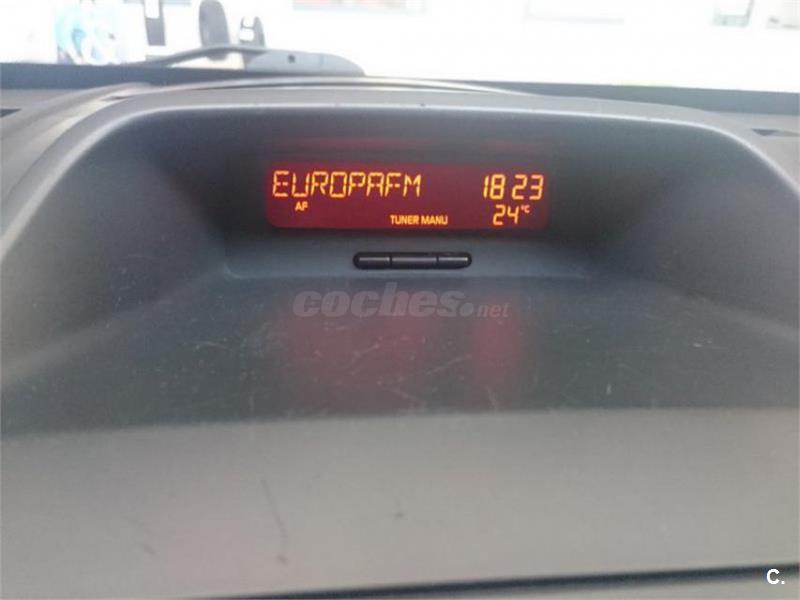 EUROPAFM 18 23
AF TUNER MANU 24°C
coches.net
C.